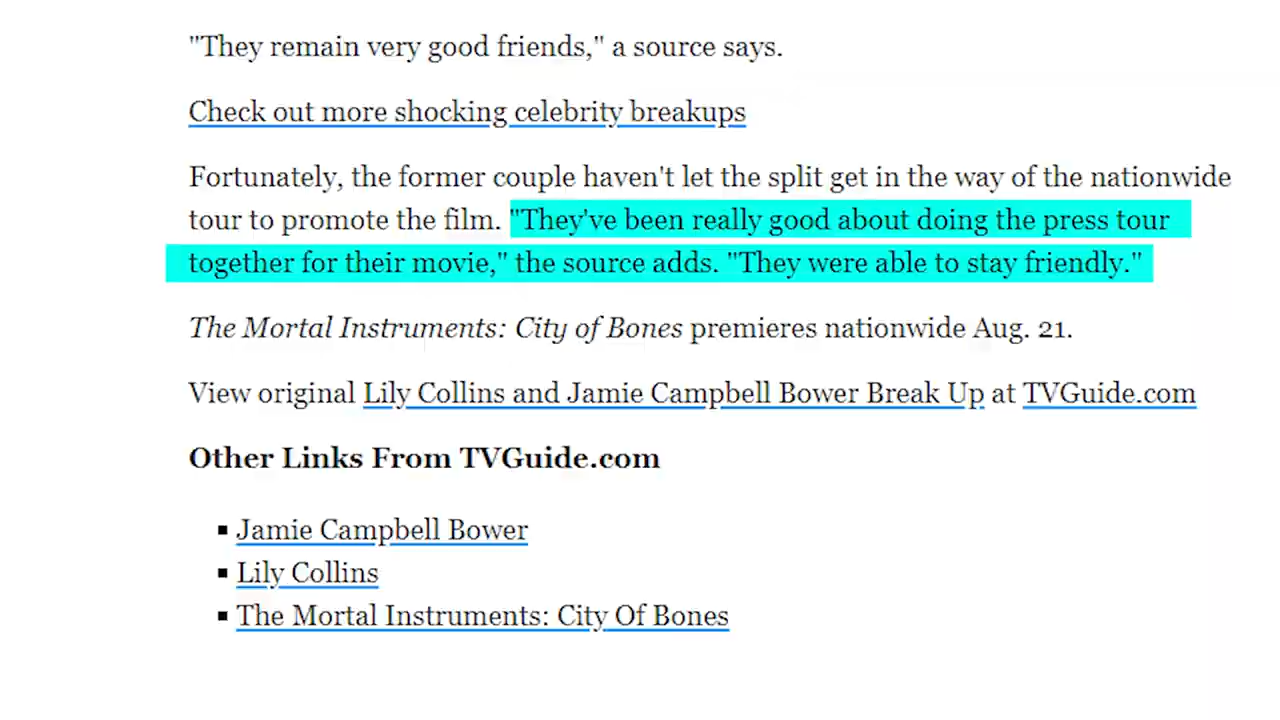 "They remain very good friends," a source says.
Check out more shocking celebrity breakups
Fortunately, the former couple haven't let the split get in the way of the nationwide
tour to promote the film. "They've been really good about doing the press tour
together for their movie," the source adds. "They were able to stay friendly."
The Mortal Instruments: City of Bones premieres nationwide Aug. 21.
View original Lily Collins and Jamie Campbell Bower Break Up at TVGuide.com
Other Links From TVGuide.com
▪ Jamie Campbell Bower
▪ Lily Collins
▪ The Mortal Instruments: City Of Bones